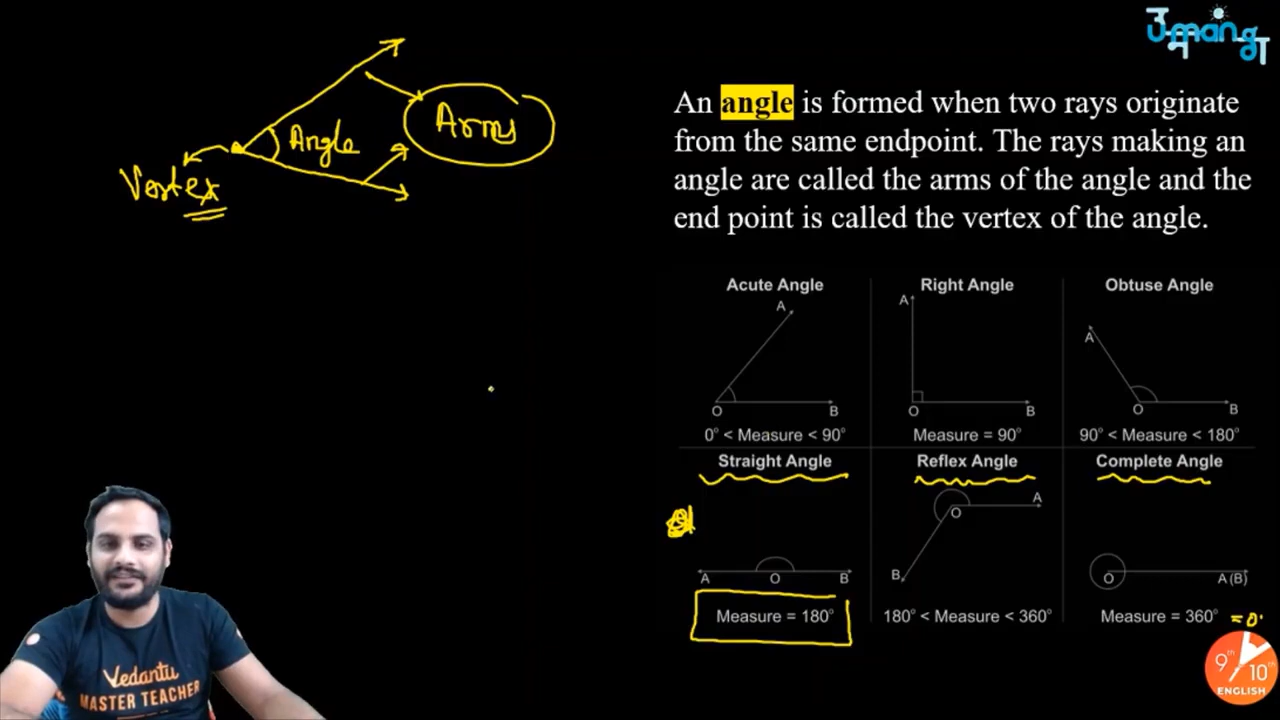 उमंग
Umang
An angle is formed when two rays originate
from the same endpoint. The rays making an
angle are called the arms of the angle and the
end point is called the vertex of the angle.
Arms
Angle
Vertex
Acute Angle
A
O
B
0° < Measure < 90°
Right Angle
A
O
B
Measure = 90°
Obtuse Angle
A
O
B
90° < Measure < 180°
Straight Angle
A
O
B
Measure = 180°
Reflex Angle
O
A
B
180° < Measure < 360°
Complete Angle
O
A (B)
Measure = 360° = 0°
Vedantu
MASTER TEACHER
9th
10th
ENGLISH